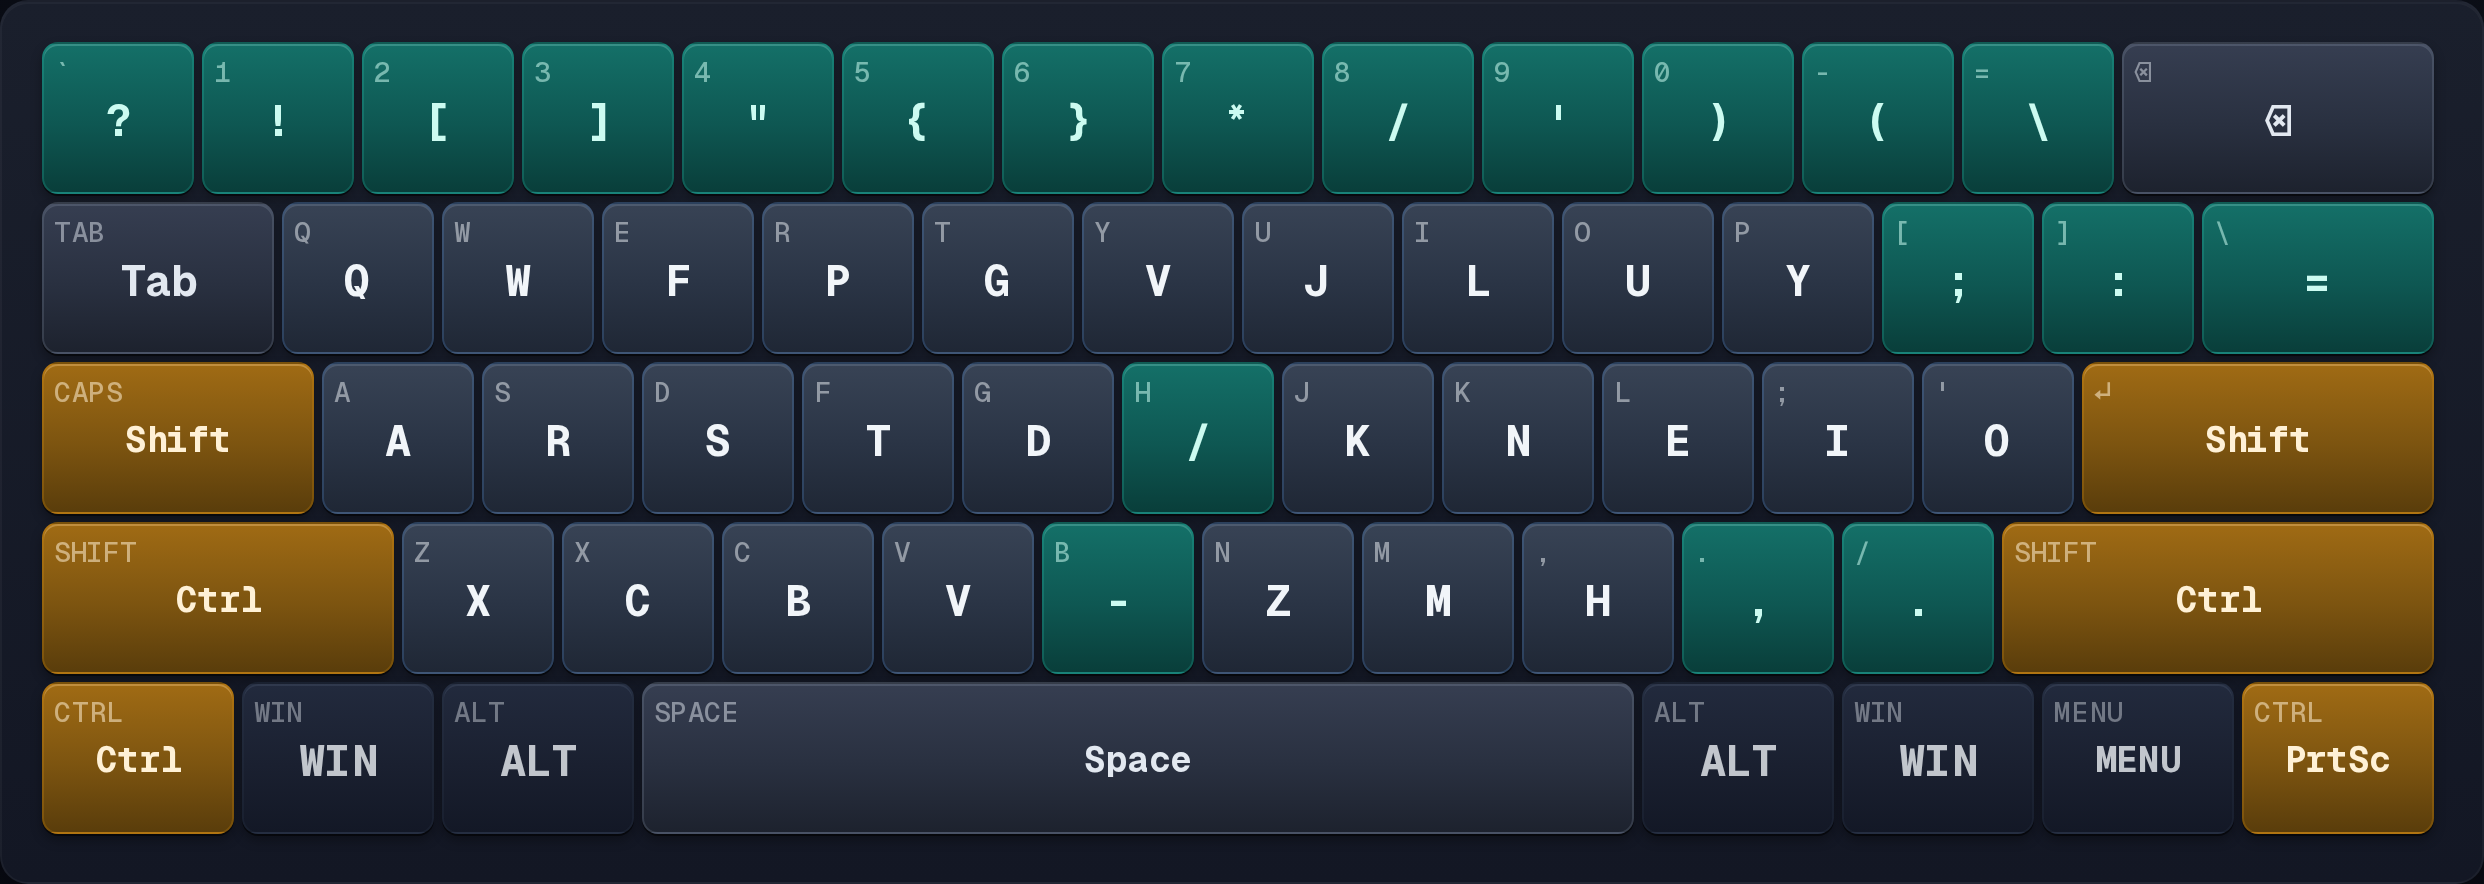 ` 1 2 3 4 5 6 7 8 9 0 - = ⌫
? ! [ ] " { } * / ' ) ( \ ⌫
TAB Q W E R T Y U I O P [ ] \
Tab Q W F P G V J L U Y ; : =
CAPS A S D F G H J K L ; ' ↵
Shift A R S T D / K N E I O Shift
SHIFT Z X C V B N M , . / SHIFT
Ctrl X C B V - Z M H , . Ctrl
CTRL WIN ALT SPACE ALT WIN MENU CTRL
Ctrl WIN ALT Space ALT WIN MENU PrtSc